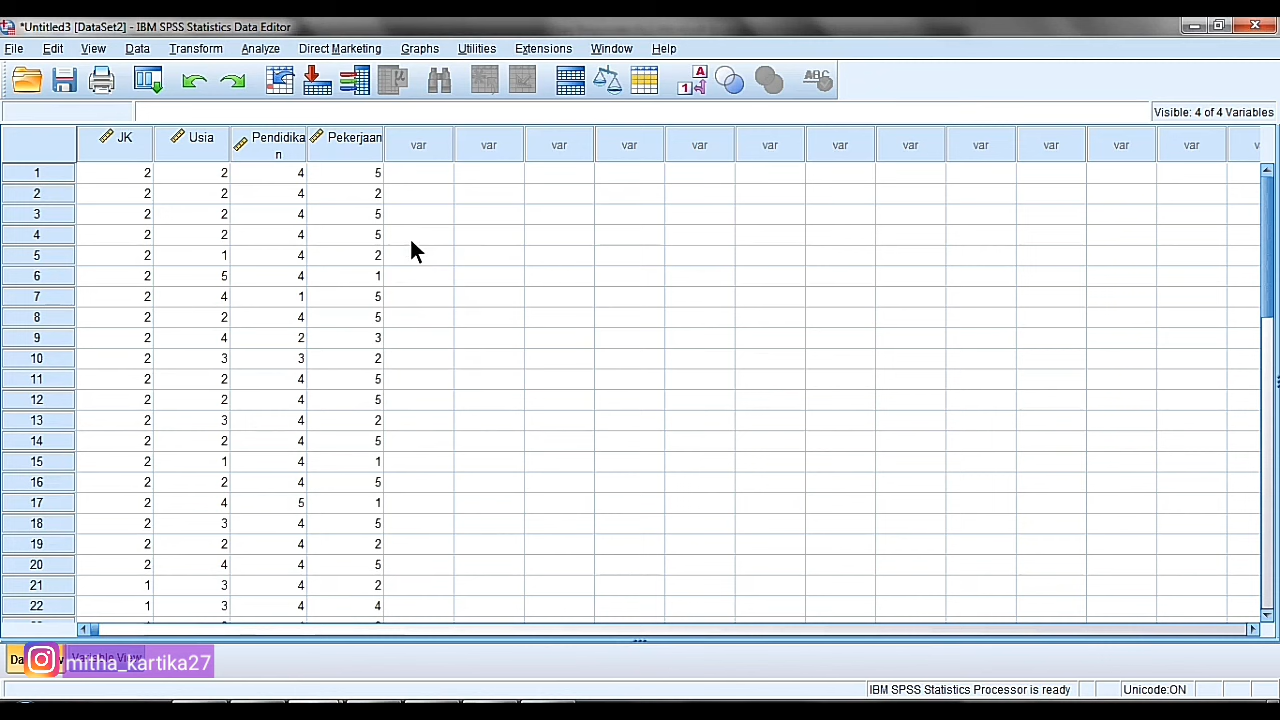 *Untitled3 [DataSet2] - IBM SPSS Statistics Data Editor
File Edit View Data Transform Analyze Direct Marketing Graphs Utilities Extensions Window Help
Visible: 4 of 4 Variables
JK Usia Pendidika Pekerjaan var var var var var var var var var var var var
n
1 2 2 4 5
2 2 2 4 2
3 2 2 4 5
4 2 2 4 5
5 2 1 4 2
6 2 5 4 1
7 2 4 1 5
8 2 2 4 5
9 2 4 2 3
10 2 3 3 2
11 2 2 4 5
12 2 2 4 5
13 2 3 4 2
14 2 2 4 5
15 2 1 4 1
16 2 2 4 5
17 2 4 5 1
18 2 3 4 5
19 2 2 4 2
20 2 4 4 5
21 1 3 4 2
22 1 3 4 4
Variable View
mitha_kartika27
IBM SPSS Statistics Processor is ready Unicode:ON